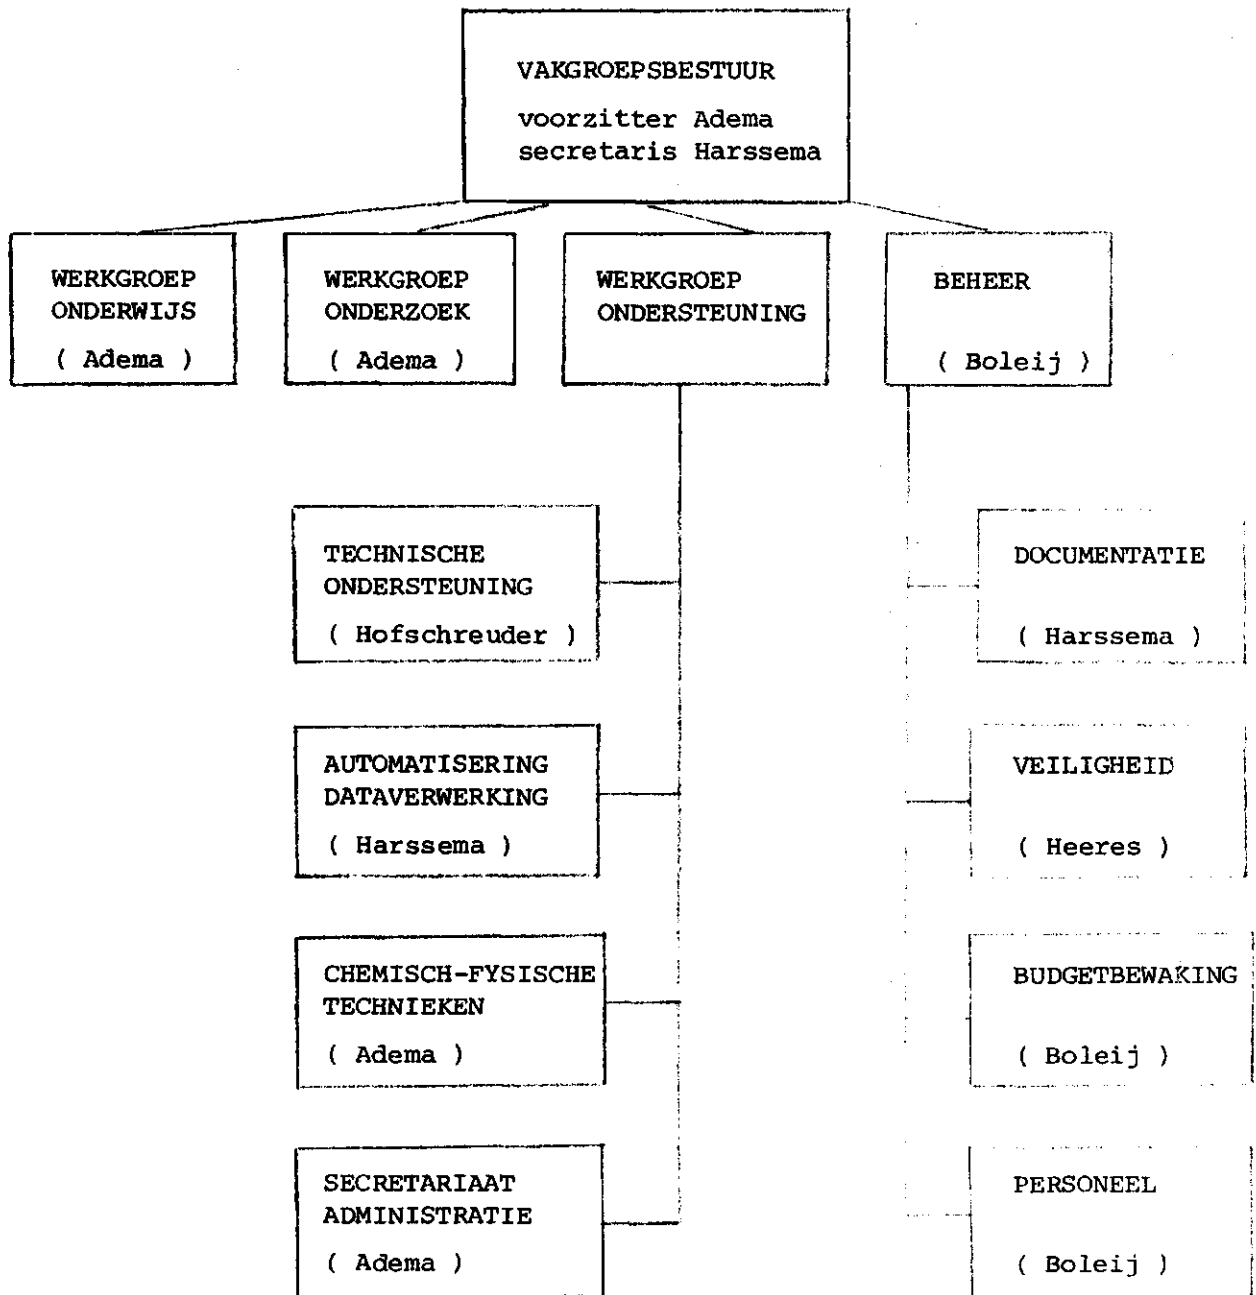 VAKGROEPSBESTUUR
voorzitter Adema
secretaris Harssema
WERKGROEP
ONDERWIJS
( Adema )
WERKGROEP
ONDERZOEK
( Adema )
WERKGROEP
ONDERSTEUNING
BEHEER
( Boleij )
TECHNISCHE
ONDERSTEUNING
( Hofschreuder )
DOCUMENTATIE
( Harssema )
AUTOMATISERING
DATAVERWERKING
( Harssema )
VEILIGHEID
( Heeres )
CHEMISCH-FYSISCHE
TECHNIEKEN
( Adema )
BUDGETBEWAKING
( Boleij )
SECRETARIAAT
ADMINISTRATIE
( Adema )
PERSONEEL
( Boleij )